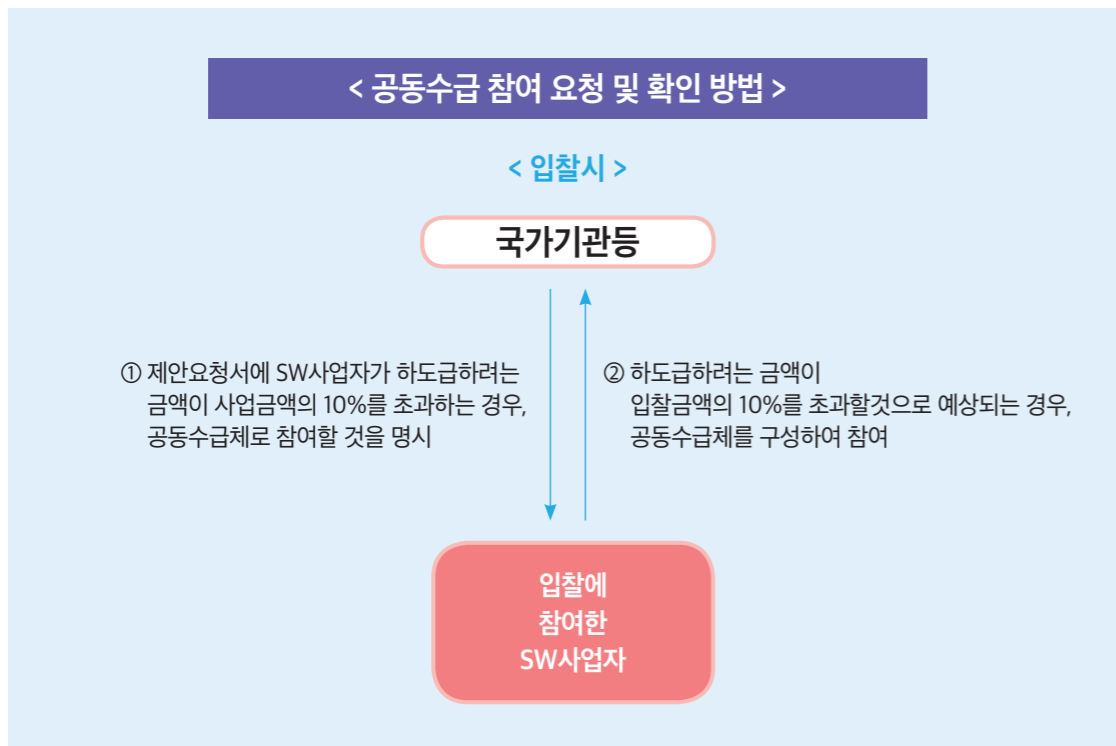 < 공동수급 참여 요청 및 확인 방법 >
< 입찰시 >
국가기관등
① 제안요청서에 SW사업자가 하도급하려는
금액이 사업금액의 10%를 초과하는 경우,
공동수급체로 참여할 것을 명시
② 하도급하려는 금액이
입찰금액의 10%를 초과할것으로 예상되는 경우,
공동수급체를 구성하여 참여
입찰에
참여한
SW사업자